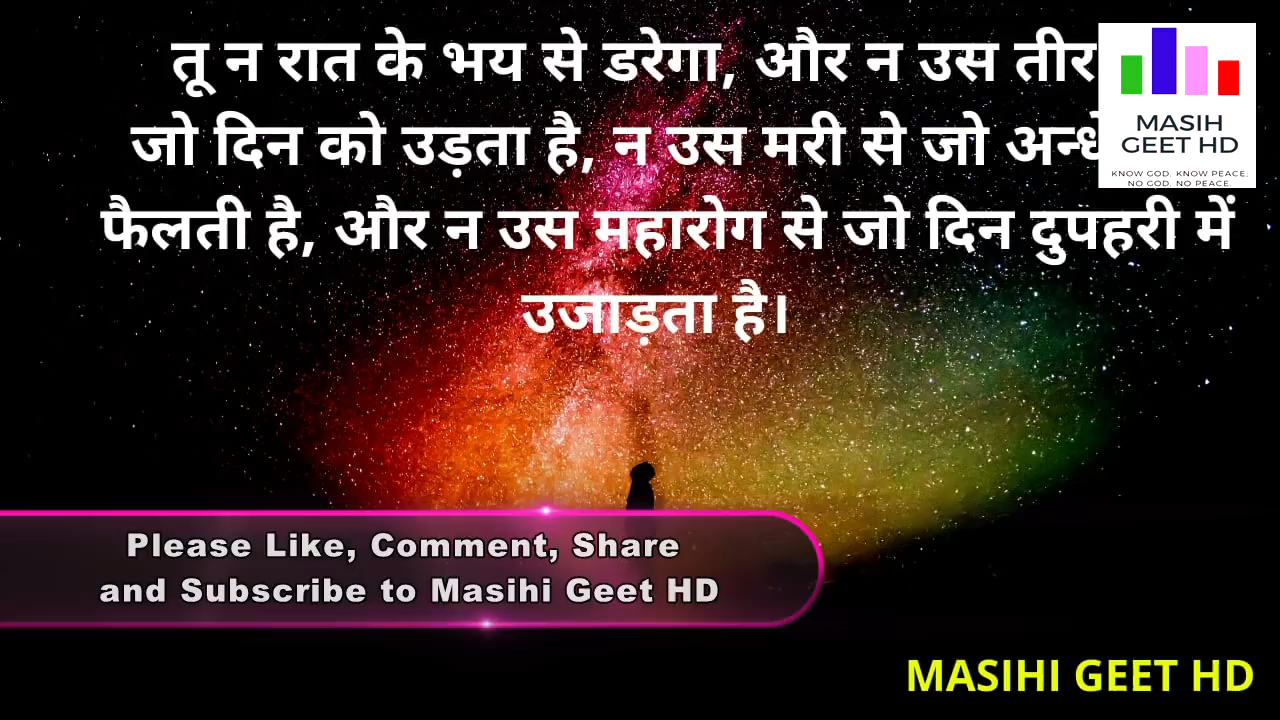 तू न रात के भय से डरेगा, और न उस तीर
जो दिन को उड़ता है, न उस मरी से जो
फैलती है, और न उस महारोग से जो दिन दुपहरी में
उजाड़ता है।
MASIH
GEET HD
KNOW GOD. KNOW PEACE.
NO GOD. NO PEACE.
Please Like, Comment, Share
and Subscribe to Masihi Geet HD
MASIHI GEET HD